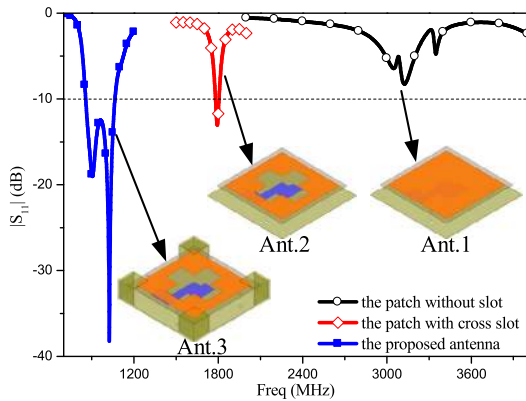 0
-10
-20
-30
-40
|S11| (dB)
Ant.2
Ant.1
Ant.3
the patch without slot
the patch with cross slot
the proposed antenna
1200 1800 2400 3000 3600
Freq (MHz)